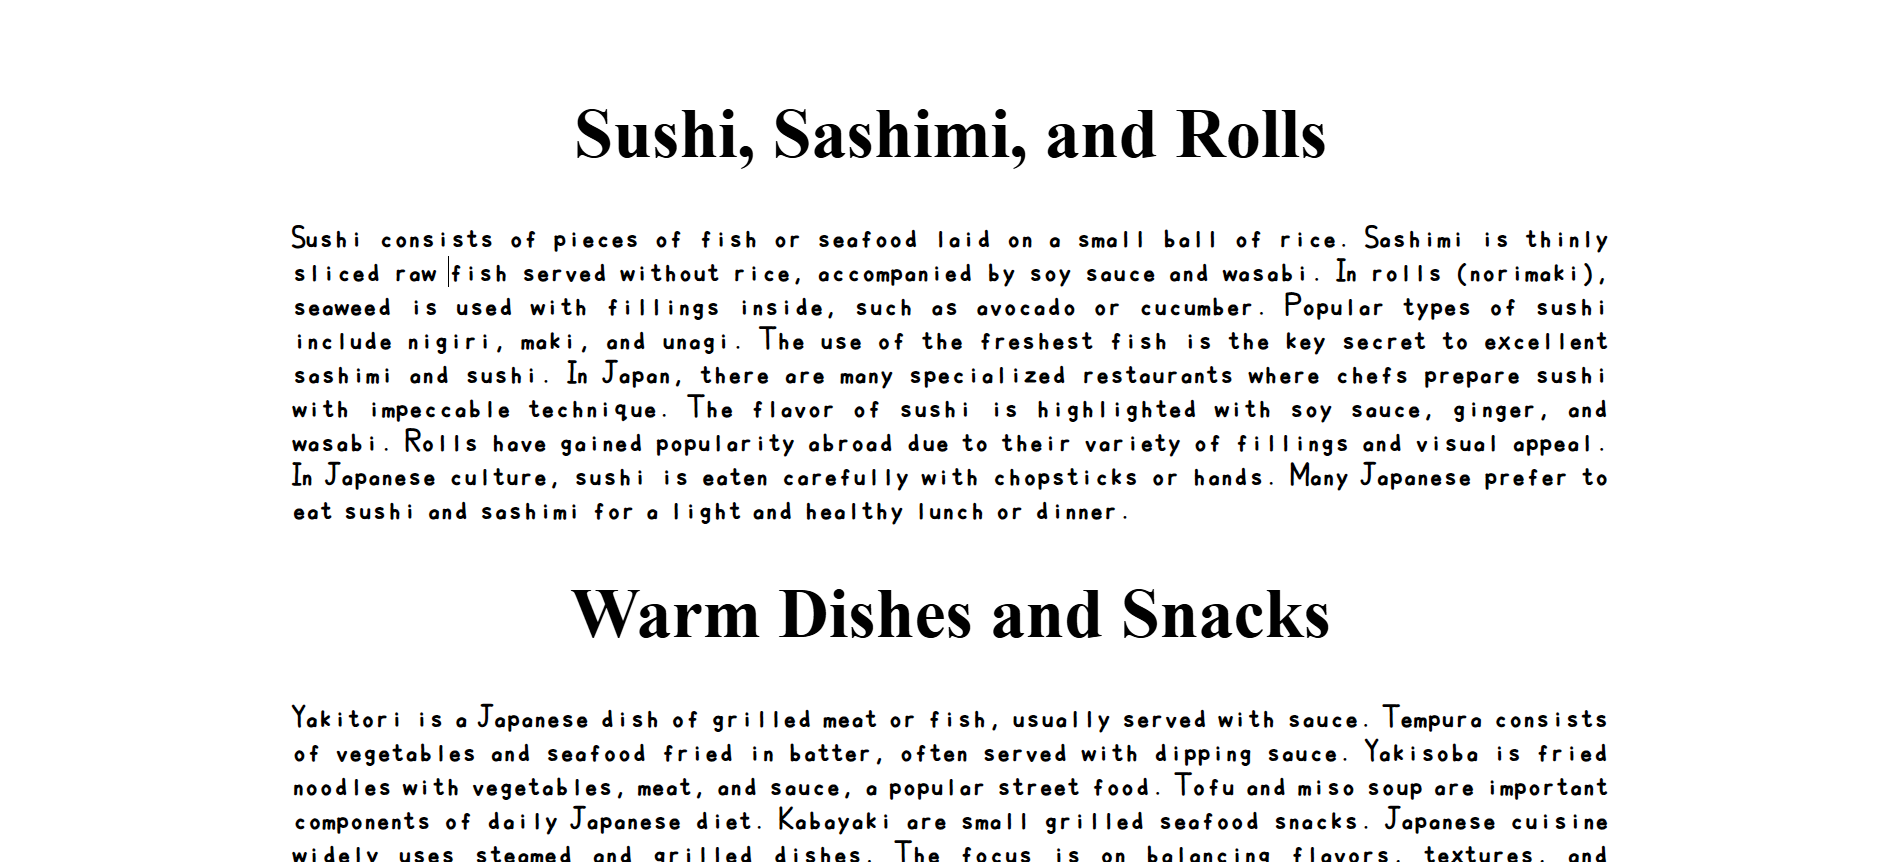 Sushi, Sashimi, and Rolls
Sushi consists of pieces of fish or seafood laid on a small ball of rice. Sashimi is thinly
sliced raw fish served without rice, accompanied by soy sauce and wasabi. In rolls (norimaki),
seaweed is used with fillings inside, such as avocado or cucumber. Popular types of sushi
include nigiri, maki, and unagi. The use of the freshest fish is the key secret to excellent
sashimi and sushi. In Japan, there are many specialized restaurants where chefs prepare sushi
with impeccable technique. The flavor of sushi is highlighted with soy sauce, ginger, and
wasabi. Rolls have gained popularity abroad due to their variety of fillings and visual appeal.
In Japanese culture, sushi is eaten carefully with chopsticks or hands. Many Japanese prefer to
eat sushi and sashimi for a light and healthy lunch or dinner.
Warm Dishes and Snacks
Yakitori is a Japanese dish of grilled meat or fish, usually served with sauce. Tempura consists
of vegetables and seafood fried in batter, often served with dipping sauce. Yakisoba is fried
noodles with vegetables, meat, and sauce, a popular street food. Tofu and miso soup are important
components of daily Japanese diet. Kabayaki are small grilled seafood snacks. Japanese cuisine
widely uses steamed and grilled dishes. The focus is on balancing flavors, textures, and